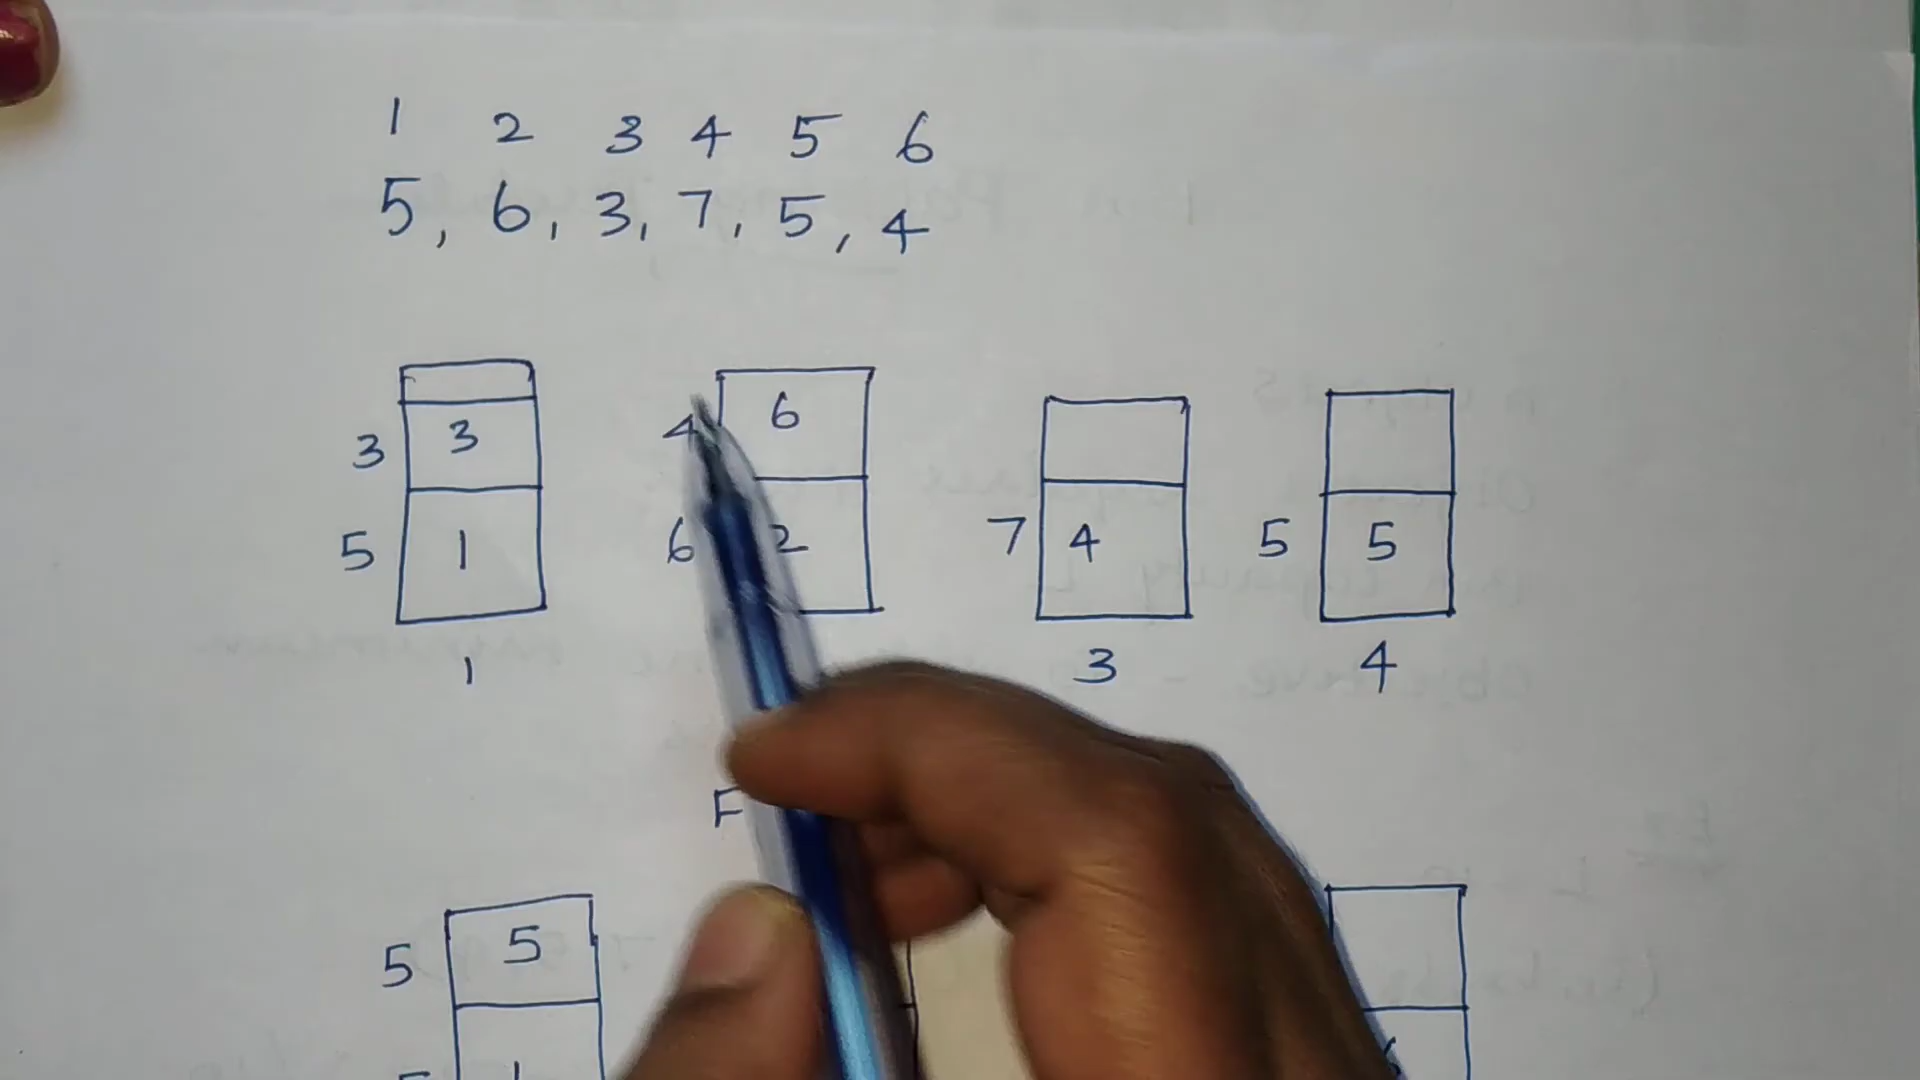 1 2 3 4 5 6
5, 6, 3, 7, 5, 4
3 3 4 6
5 1 6 2 7 4 5 5
1 3 4
F
5 5